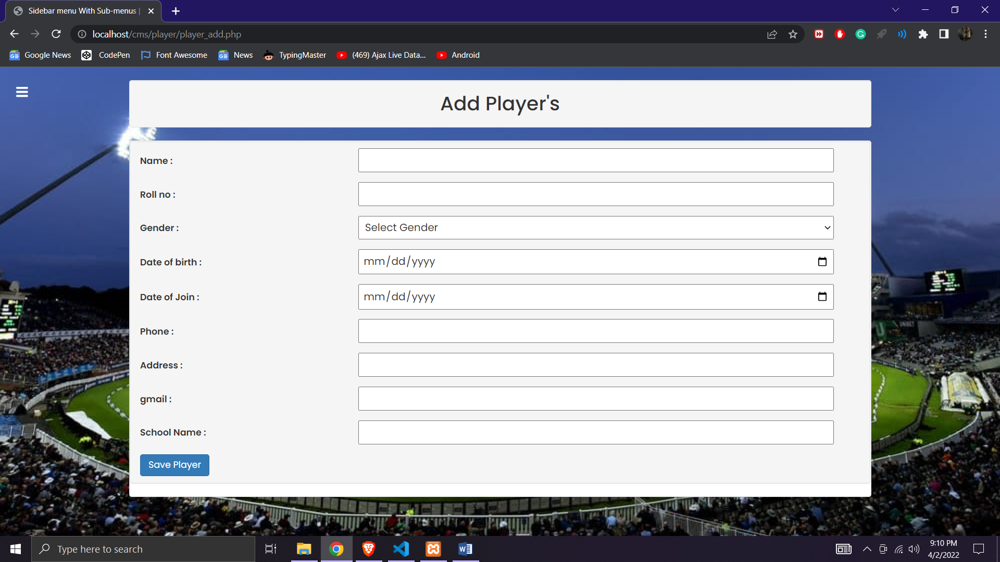 Sidebar menu With Sub-menus |
localhost/cms/player/player_add.php
Google News CodePen Font Awesome News TypingMaster (469) Ajax Live Data... Android
Add Player's
Name :
Roll no :
Gender : Select Gender
Date of birth : mm/dd/yyyy
Date of Join : mm/dd/yyyy
Phone :
Address :
gmail :
School Name :
Save Player
Type here to search
9:10 PM
4/2/2022